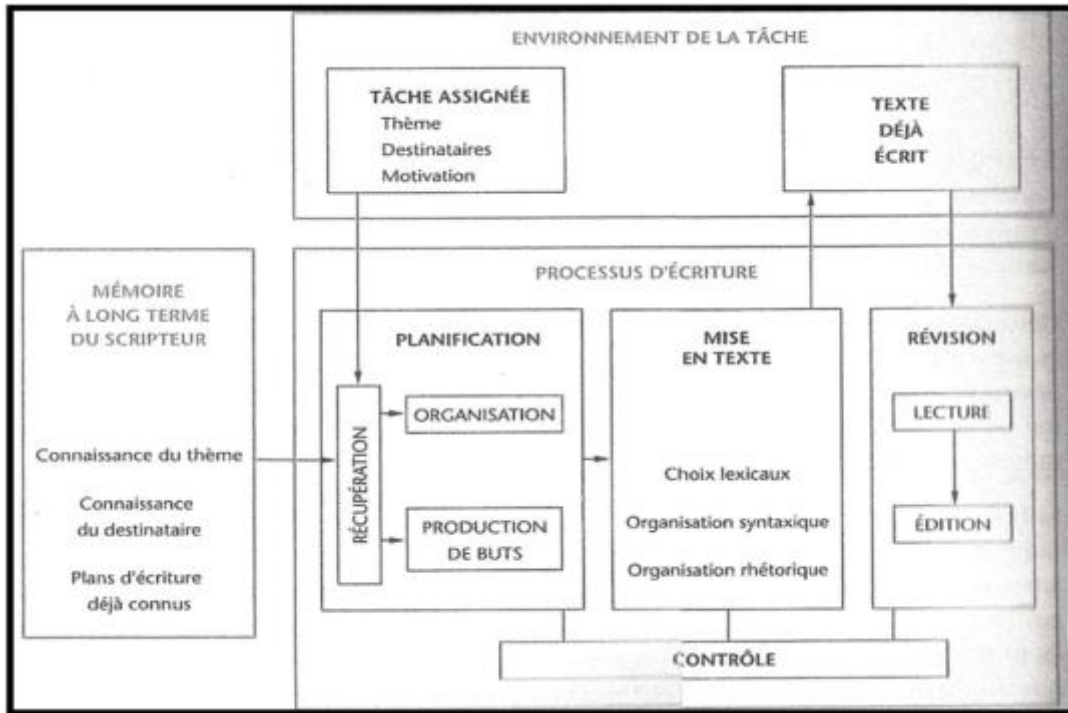 ENVIRONNEMENT DE LA TÂCHE
TÂCHE ASSIGNÉE
Thème
Destinataires
Motivation
TEXTE
DÉJÀ
ÉCRIT
MÉMOIRE
À LONG TERME
DU SCRIPTEUR
Connaissance du thème
Connaissance
du destinataire
Plans d'écriture
déjà connus
PROCESSUS D'ÉCRITURE
PLANIFICATION
RÉCUPÉRATION
ORGANISATION
PRODUCTION
DE BUTS
MISE
EN TEXTE
Choix lexicaux
Organisation syntaxique
Organisation rhétorique
RÉVISION
LECTURE
ÉDITION
CONTRÔLE